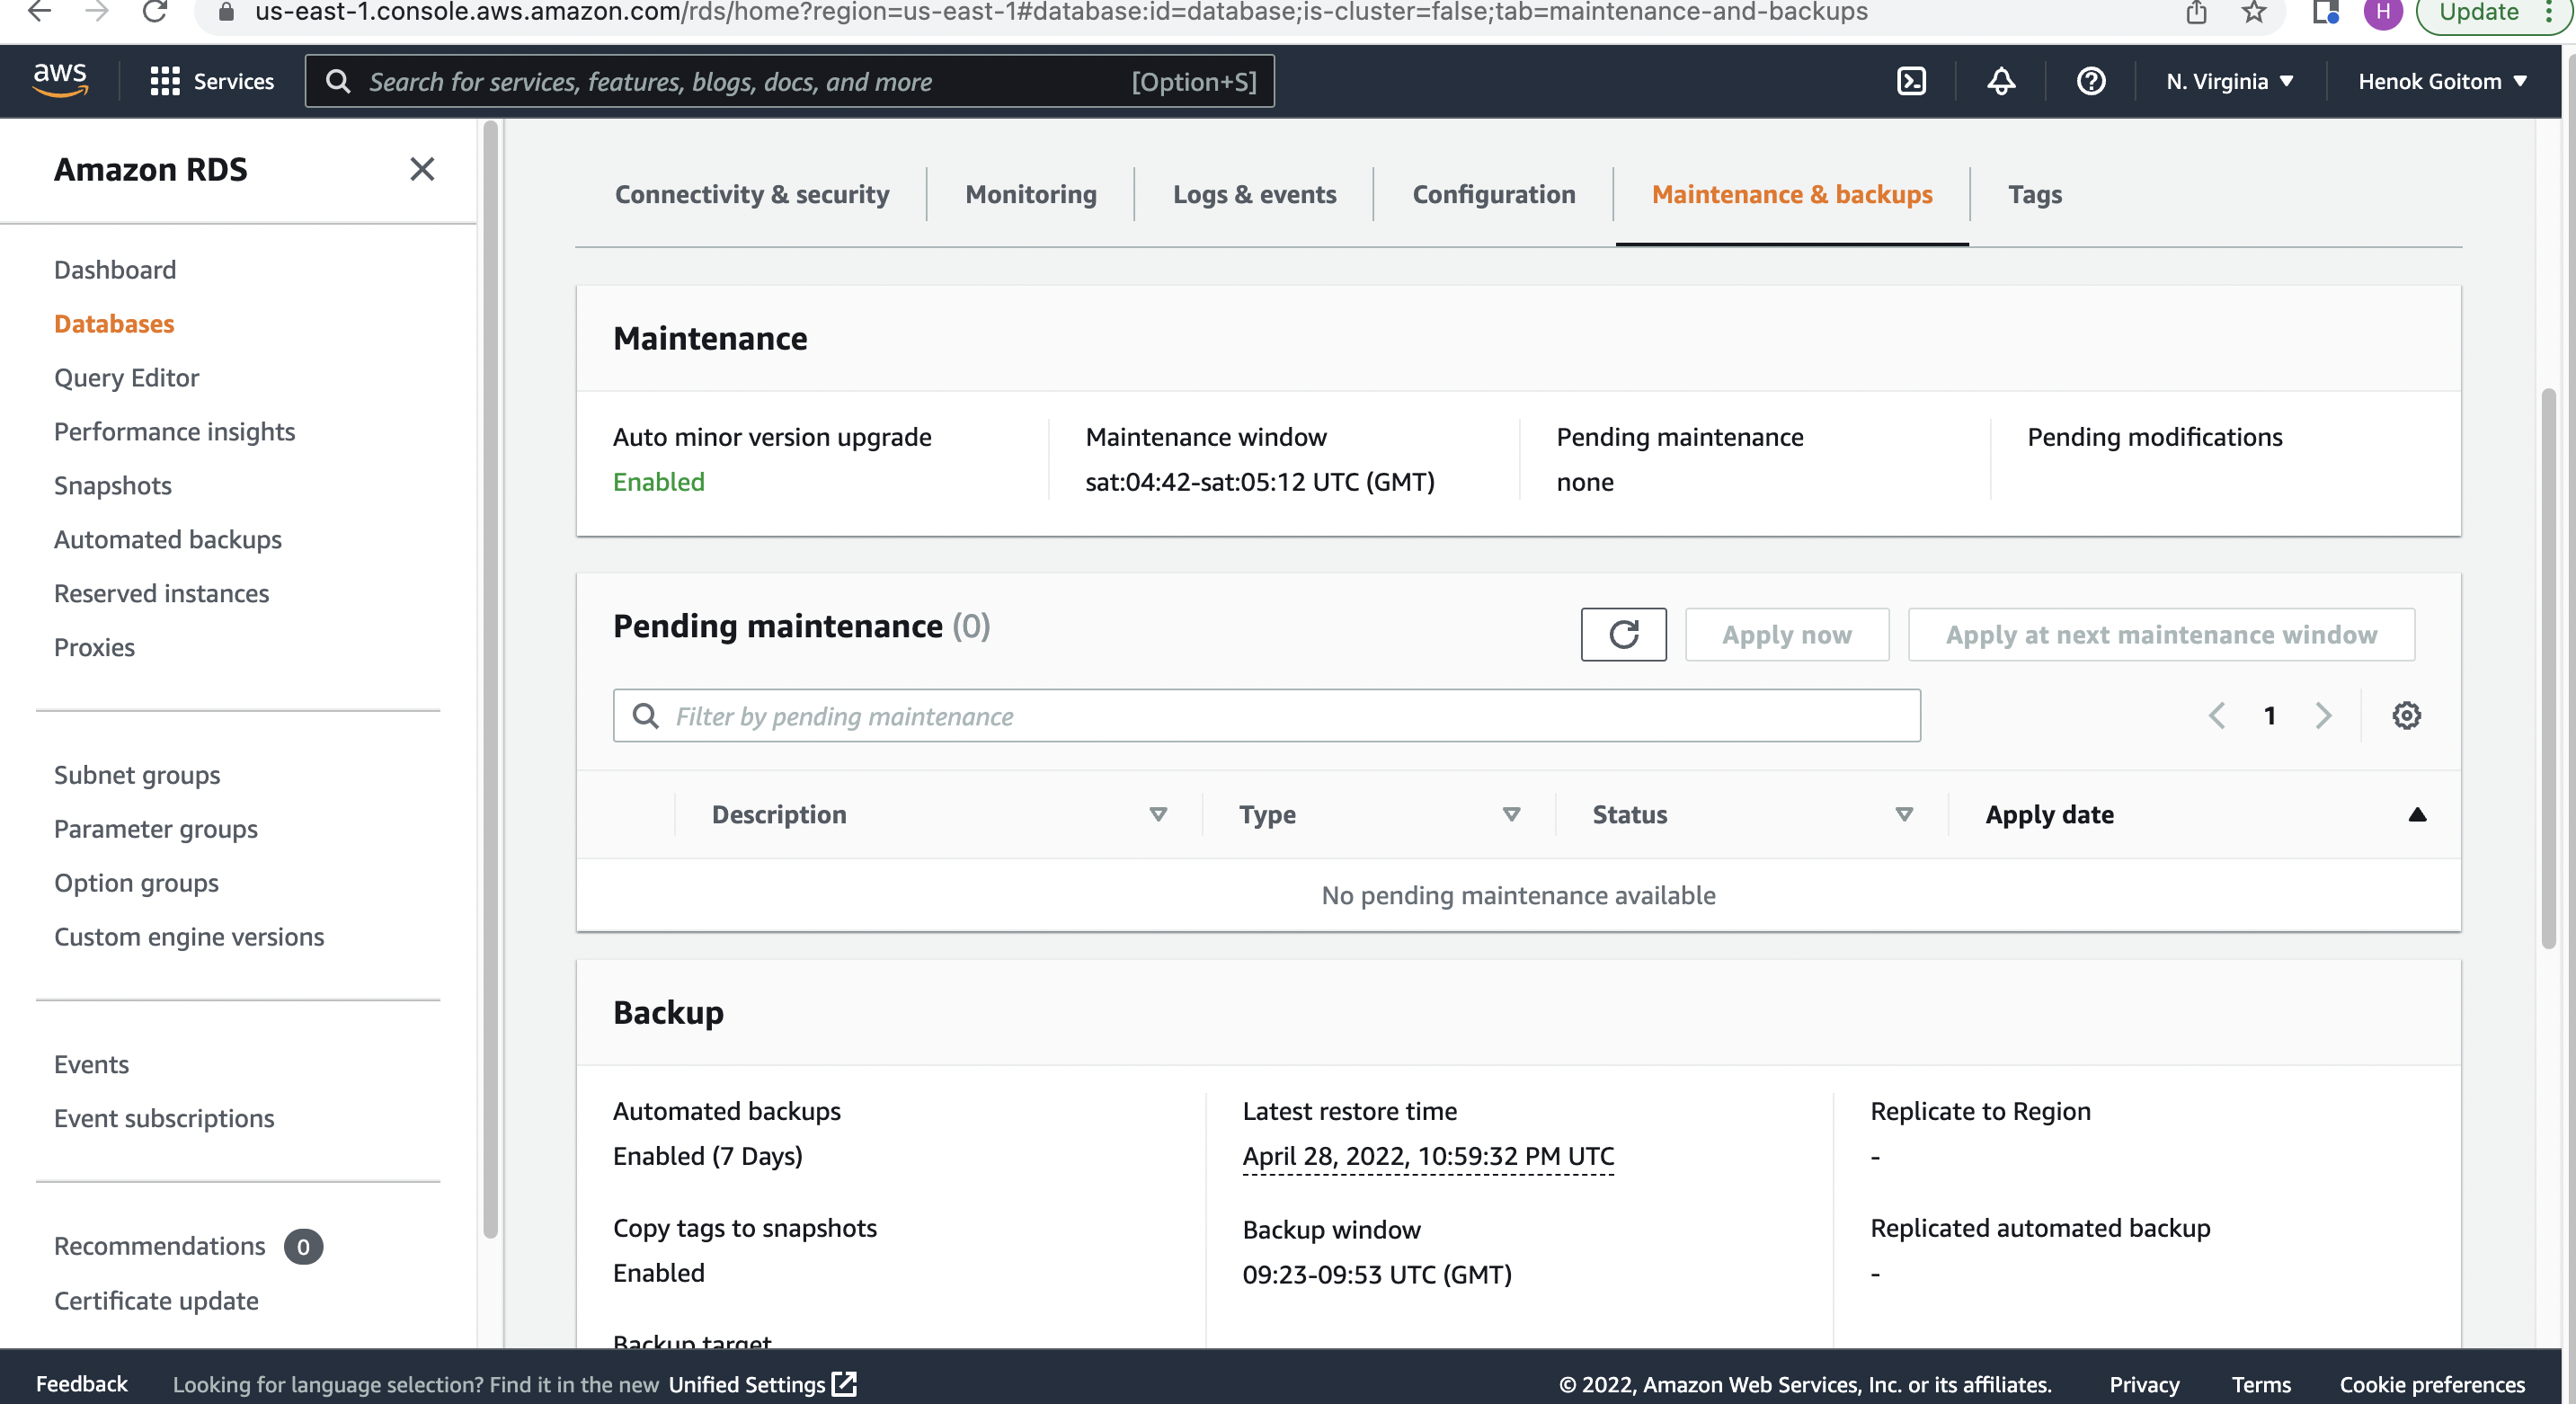 us-east-1.console.aws.amazon.com/rds/home?region=us-east-1#database:id=database;is-cluster=false;tab=maintenance-and-backups
H
Update
aws
Services
Search for services, features, blogs, docs, and more
[Option+S]
N. Virginia
Henok Goitom
Amazon RDS
Dashboard
Databases
Query Editor
Performance insights
Snapshots
Automated backups
Reserved instances
Proxies
Subnet groups
Parameter groups
Option groups
Custom engine versions
Events
Event subscriptions
Recommendations 0
Certificate update
Connectivity & security
Monitoring
Logs & events
Configuration
Maintenance & backups
Tags
Maintenance
Auto minor version upgrade
Enabled
Maintenance window
sat:04:42-sat:05:12 UTC (GMT)
Pending maintenance
none
Pending modifications
Pending maintenance (0)
Apply now
Apply at next maintenance window
Filter by pending maintenance
1
Description
Type
Status
Apply date
No pending maintenance available
Backup
Automated backups
Enabled (7 Days)
Copy tags to snapshots
Enabled
Backup target
Latest restore time
April 28, 2022, 10:59:32 PM UTC
Backup window
09:23-09:53 UTC (GMT)
Replicate to Region
-
Replicated automated backup
-
Feedback
Looking for language selection? Find it in the new Unified Settings
© 2022, Amazon Web Services, Inc. or its affiliates.
Privacy
Terms
Cookie preferences